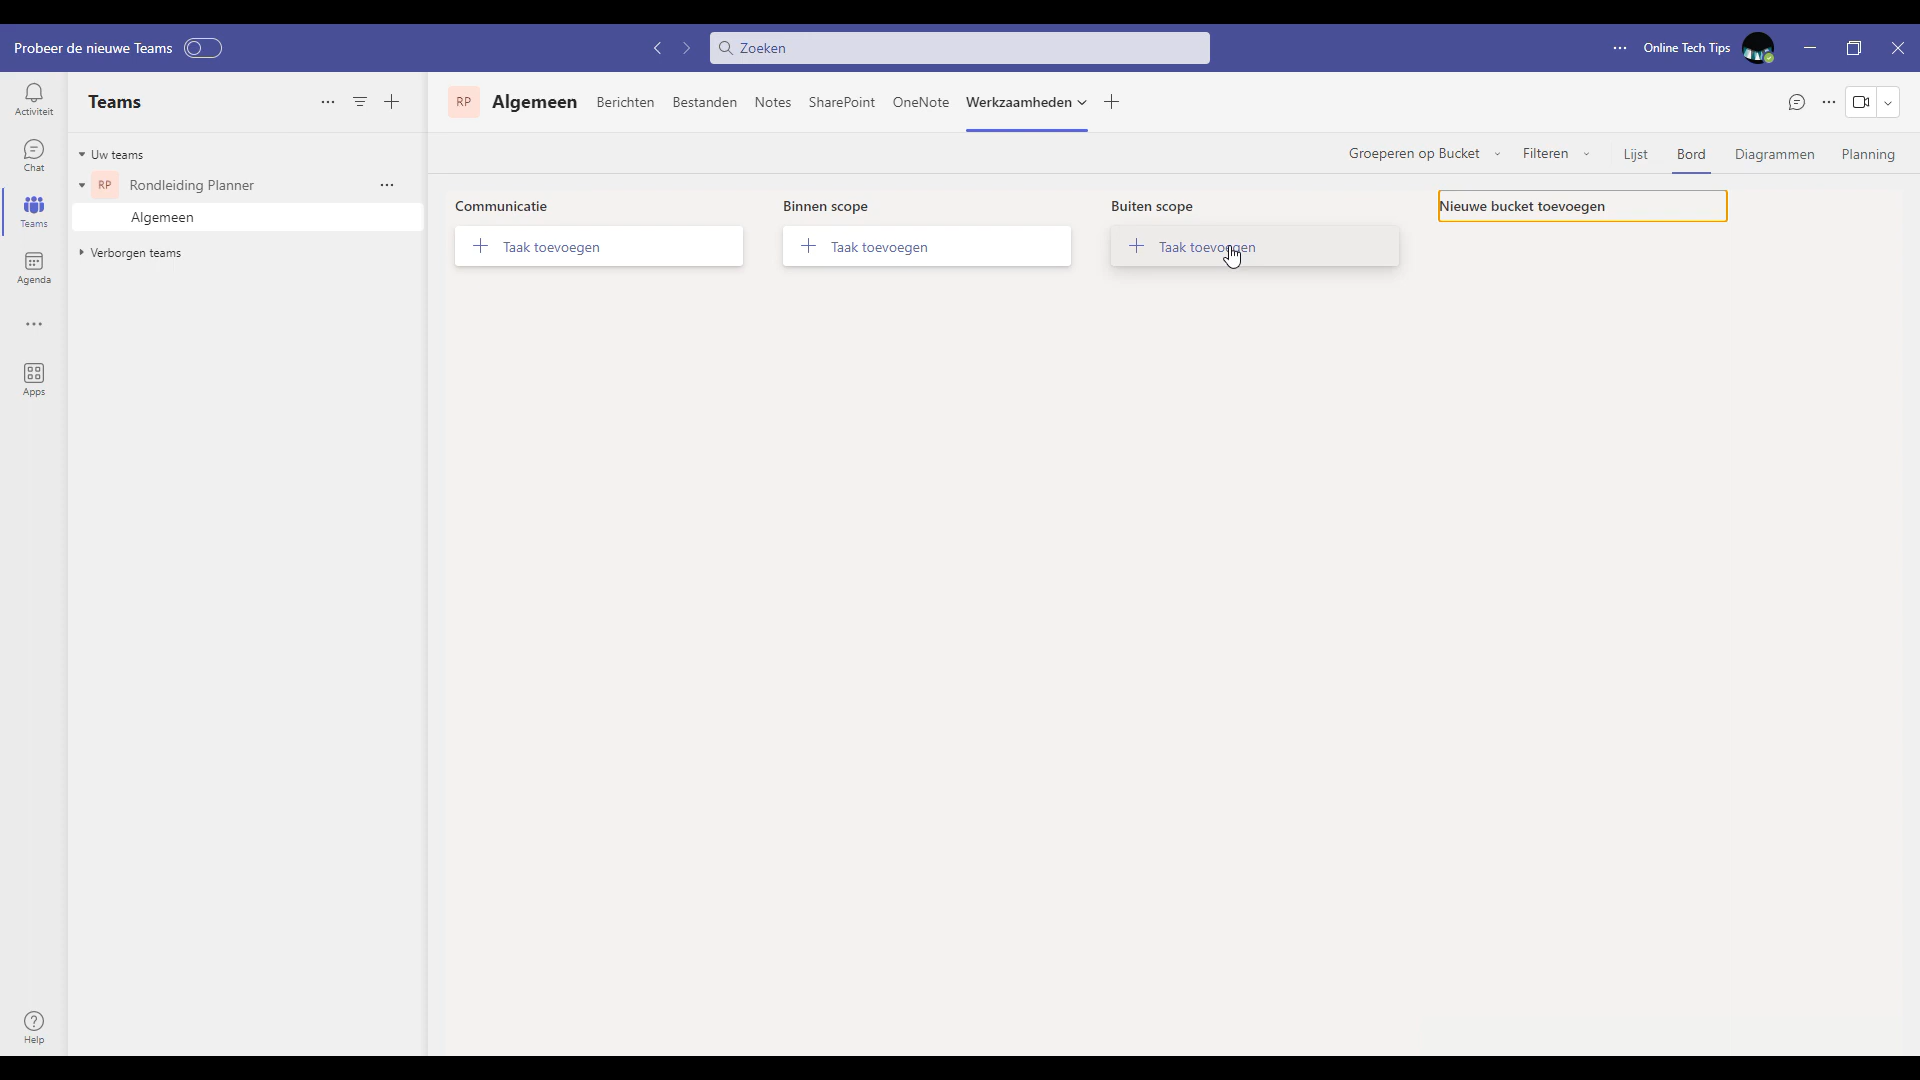 Probeer de nieuwe Teams
Zoeken
Online Tech Tips
Activiteit
Chat
Teams
Agenda
Apps
Help
Teams
Uw teams
RP Rondleiding Planner
Algemeen
Verborgen teams
RP Algemeen Berichten Bestanden Notes SharePoint OneNote Werkzaamheden
Groeperen op Bucket Filteren Lijst Bord Diagrammen Planning
Communicatie Binnen scope Buiten scope Nieuwe bucket toevoegen
Taak toevoegen Taak toevoegen Taak toevoegen